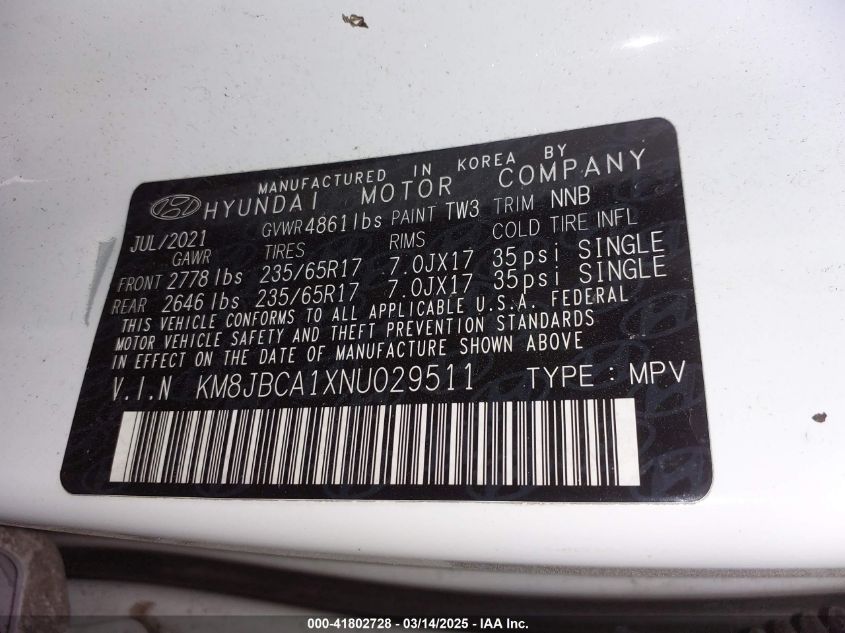 MANUFACTURED IN KOREA BY
HYUNDAI MOTOR COMPANY
JUL/2021 GVWR 4861lbs PAINT TW3 TRIM NNB
GAWR TIRES RIMS COLD TIRE INFL
FRONT 2778 lbs 235/65R17 7.0JX17 35psi SINGLE
REAR 2646 lbs 235/65R17 7.0JX17 35psi SINGLE
THIS VEHICLE CONFORMS TO ALL APPLICABLE U.S.A. FEDERAL
MOTOR VEHICLE SAFETY AND THEFT PREVENTION STANDARDS
IN EFFECT ON THE DATE OF MANUFACTURE SHOWN ABOVE
V.I.N KM8JBCA1XNU029511 TYPE : MPV
000-41802728 - 03/14/2025 - IAA Inc.